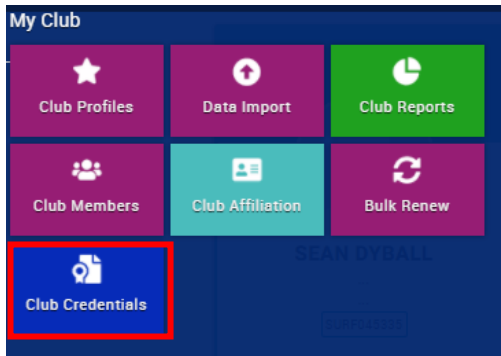 My Club
Club Profiles
Data Import
Club Reports
Club Members
Club Affiliation
Bulk Renew
SEAN DYBALL
Club Credentials